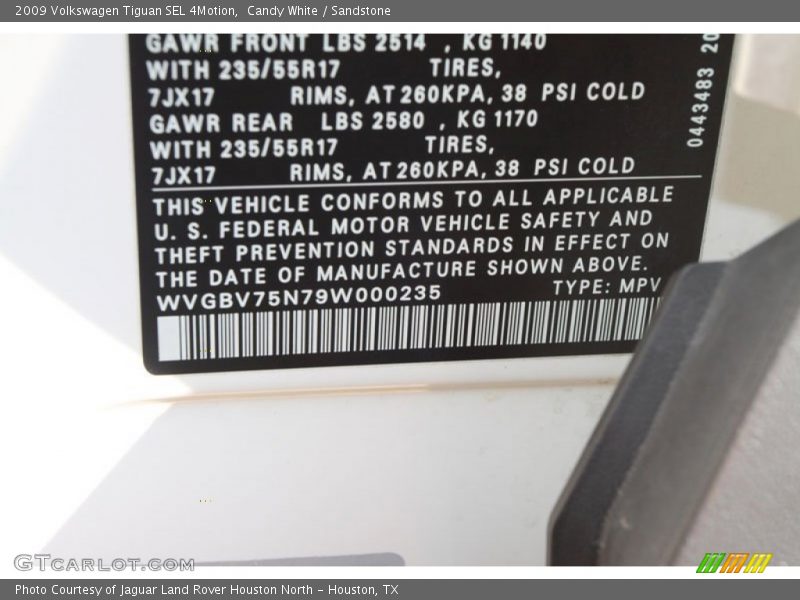 2009 Volkswagen Tiguan SEL 4Motion, Candy White / Sandstone
GAWR FRONT LBS 2514 , KG 1140
WITH 235/55R17 TIRES,
7JX17 RIMS, AT 260KPA, 38 PSI COLD
GAWR REAR LBS 2580 , KG 1170
WITH 235/55R17 TIRES,
7JX17 RIMS, AT 260KPA, 38 PSI COLD
0443483 20
THIS VEHICLE CONFORMS TO ALL APPLICABLE
U. S. FEDERAL MOTOR VEHICLE SAFETY AND
THEFT PREVENTION STANDARDS IN EFFECT ON
THE DATE OF MANUFACTURE SHOWN ABOVE.
WVGBV75N79W000235 TYPE: MPV
GTcarlot.com
Photo Courtesy of Jaguar Land Rover Houston North - Houston, TX